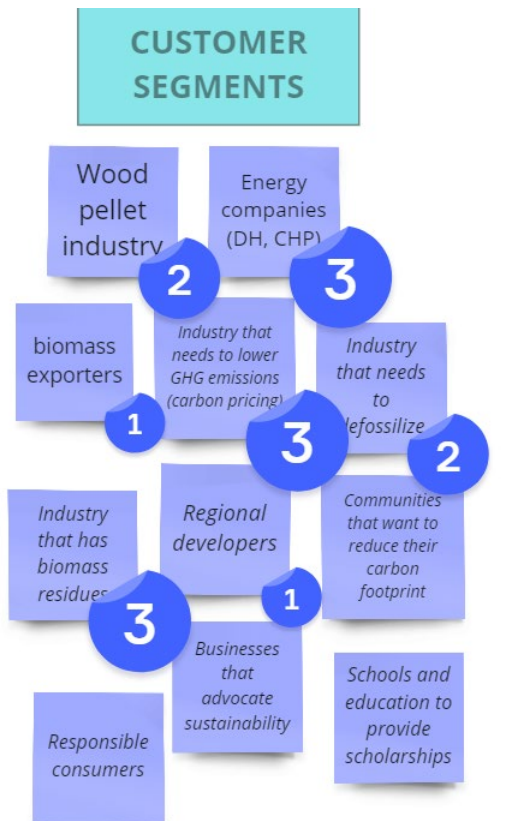 CUSTOMER
SEGMENTS
Wood
pellet
industry
2
Energy
companies
(DH, CHP)
3
biomass
exporters
1
Industry that
needs to lower
GHG emissions
(carbon pricing)
3
Industry
that needs
to
defossilize
2
Industry
that has
biomass
residues
3
Regional
developers
1
Communities
that want to
reduce their
carbon
footprint
Businesses
that
advocate
sustainability
Schools and
education to
provide
scholarships
Responsible
consumers